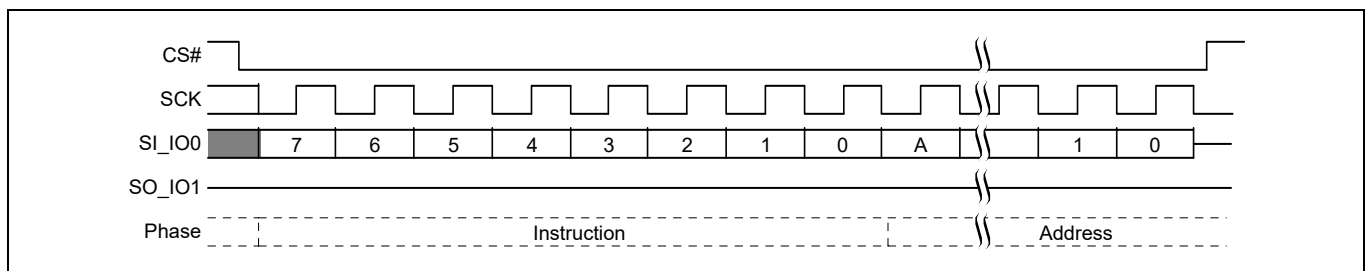 CS#
SCK
SI_IO0 7 6 5 4 3 2 1 0 A 1 0
SO_IO1
Phase Instruction Address